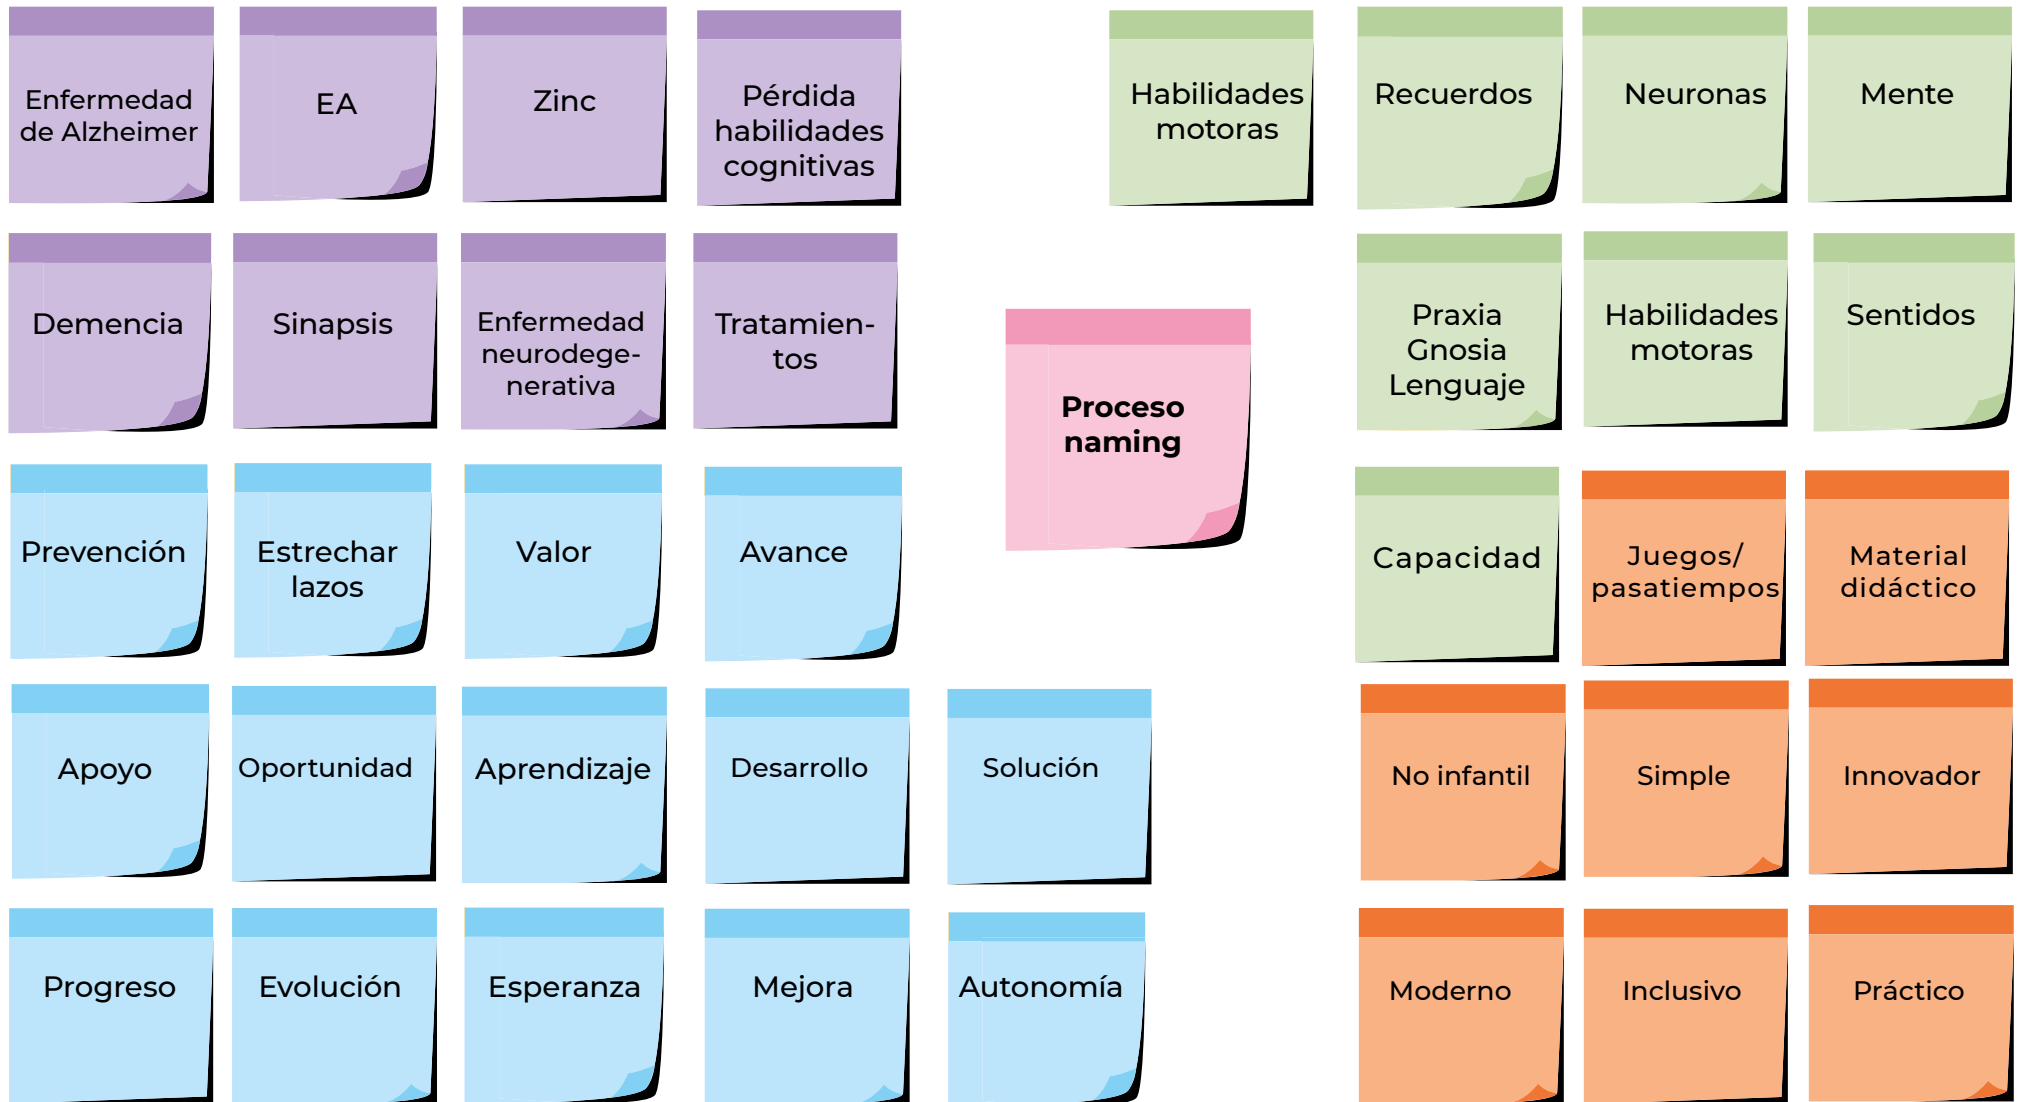 Enfermedad
de Alzheimer
EA
Zinc
Pérdida
habilidades
cognitivas
Habilidades
motoras
Recuerdos
Neuronas
Mente
Demencia
Sinapsis
Enfermedad
neurodege-
nerativa
Tratamien-
tos
Proceso
naming
Praxia
Gnosia
Lenguaje
Habilidades
motoras
Sentidos
Prevención
Estrechar
lazos
Valor
Avance
Capacidad
Juegos/
pasatiempos
Material
didáctico
Apoyo
Oportunidad
Aprendizaje
Desarrollo
Solución
No infantil
Simple
Innovador
Progreso
Evolución
Esperanza
Mejora
Autonomía
Moderno
Inclusivo
Práctico